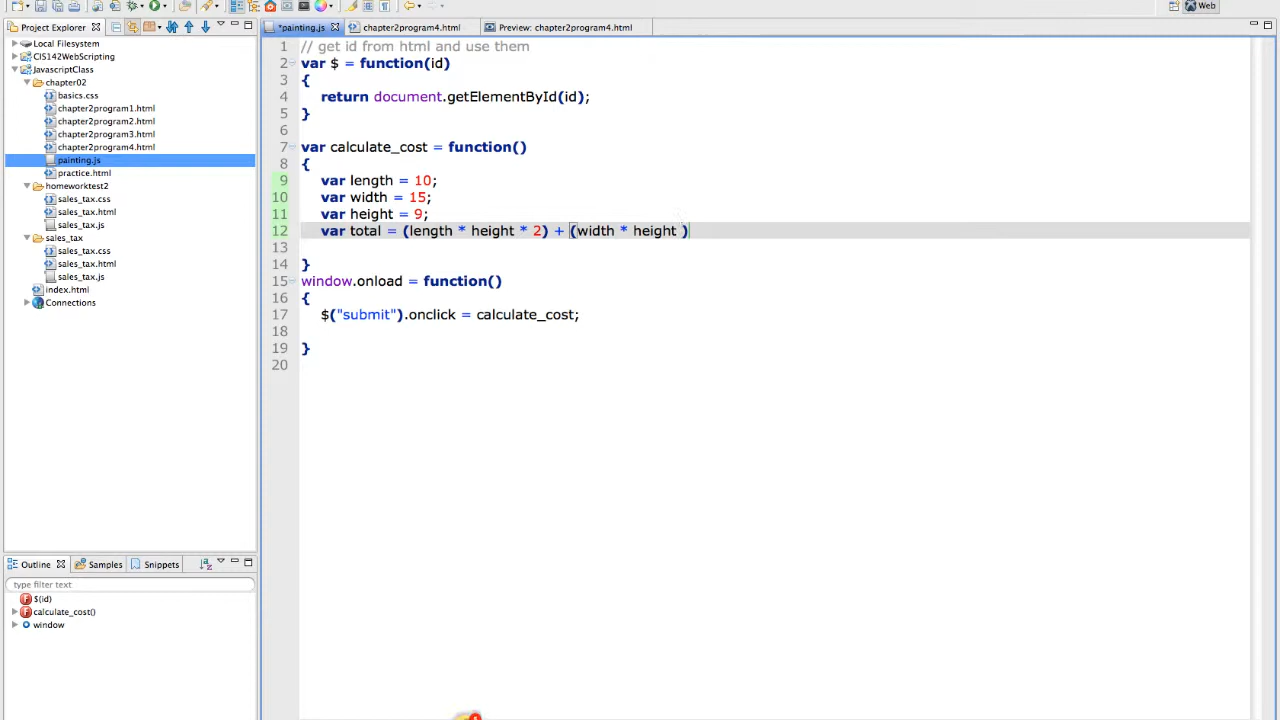 Web
Project Explorer
*painting.js
chapter2program4.html
Preview: chapter2program4.html
Local Filesystem
CIS142WebScripting
JavascriptClass
chapter02
basics.css
chapter2program1.html
chapter2program2.html
chapter2program3.html
chapter2program4.html
painting.js
practice.html
homeworktest2
sales_tax.css
sales_tax.html
sales_tax.js
sales_tax
sales_tax.css
sales_tax.html
sales_tax.js
index.html
Connections
1 // get id from html and use them
2 var $ = function(id)
3 {
4 return document.getElementById(id);
5 }
6
7 var calculate_cost = function()
8 {
9 var length = 10;
10 var width = 15;
11 var height = 9;
12 var total = (length * height * 2) + (width * height )
13
14 }
15 window.onload = function()
16 {
17 $("submit").onclick = calculate_cost;
18
19 }
20
Outline
Samples
Snippets
type filter text
$(id)
calculate_cost()
window